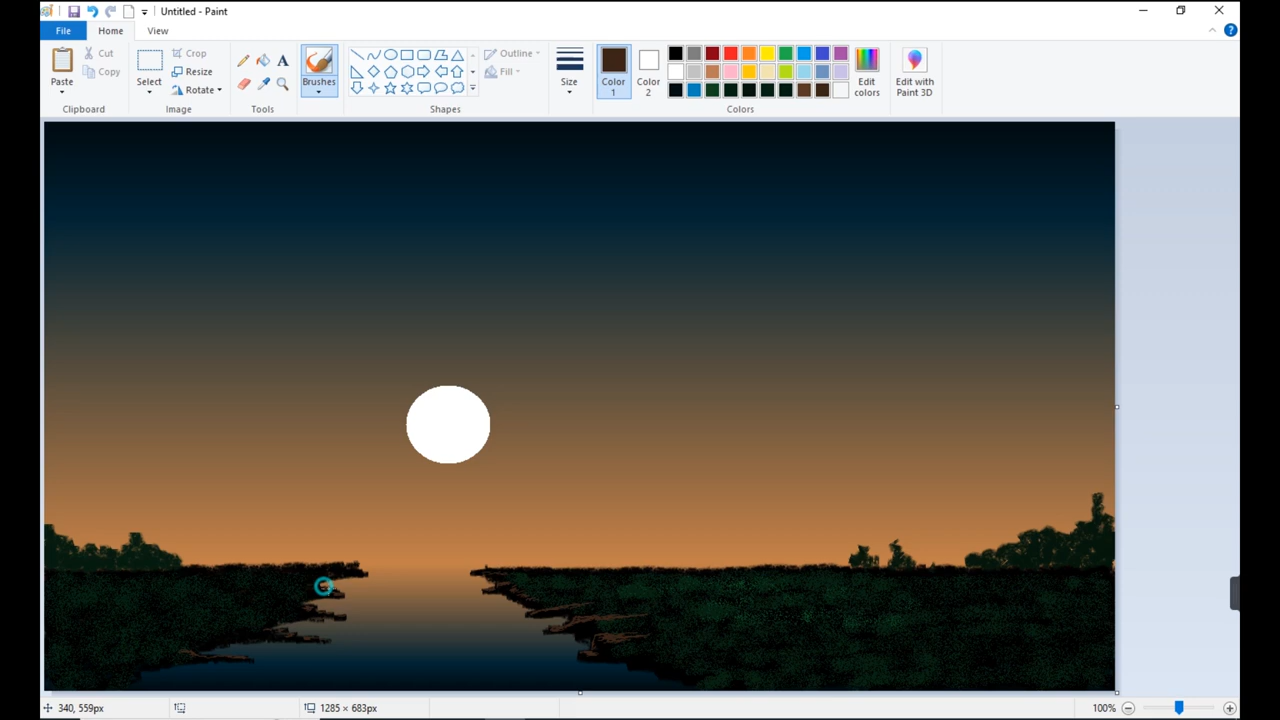 Untitled - Paint
File Home View
Paste Cut Copy
Select Crop Resize Rotate
A
Brushes
Outline Fill
Size
Color 1
Color 2
Edit colors
Edit with Paint 3D
Clipboard Image Tools Shapes Colors
340, 559px 1285 × 683px 100%